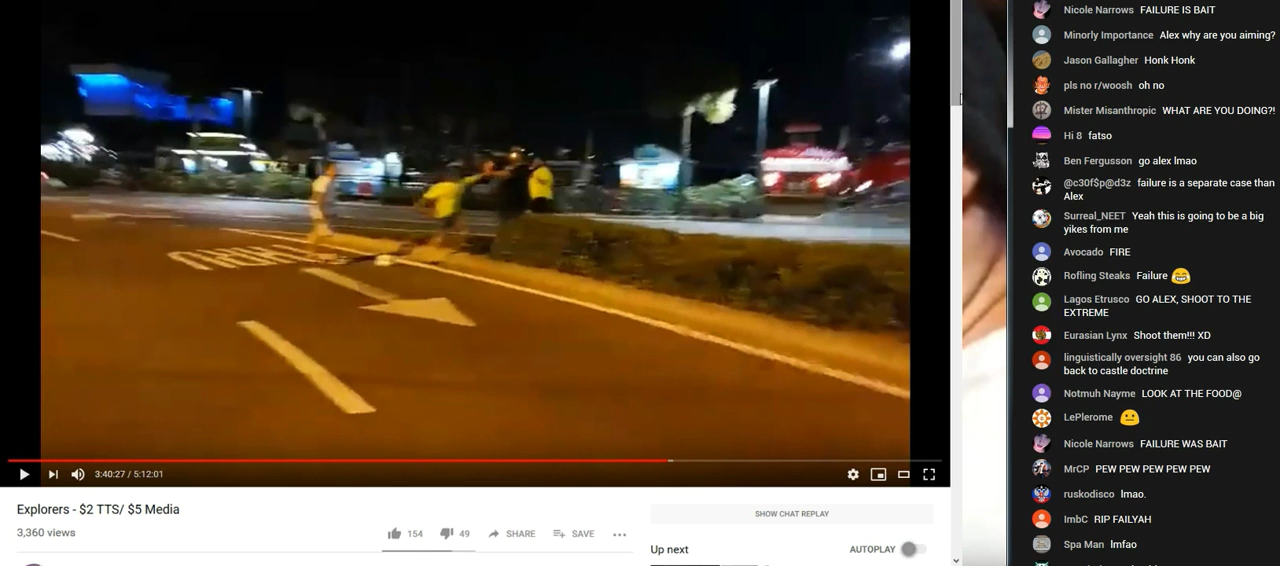 3:40:27 / 5:12:01
Explorers - $2 TTS/ $5 Media
3,360 views
154
49
SHARE
SAVE
SHOW CHAT REPLAY
Up next
AUTOPLAY
Nicole Narrows FAILURE IS BAIT
Minorly Importance Alex why are you aiming?
Jason Gallagher Honk Honk
pls no r/woosh oh no
Mister Misanthropic WHAT ARE YOU DOING?!
Hi 8 fatso
Ben Fergusson go alex lmao
@c30f$p@d3z failure is a separate case than
Alex
Surreal_NEET Yeah this is going to be a big
yikes from me
Avocado FIRE
Rofling Steaks Failure 😂
Lagos Etrusco GO ALEX, SHOOT TO THE
EXTREME
Eurasian Lynx Shoot them!!! XD
linguistically oversight 86 you can also go
back to castle doctrine
Notmuh Nayme LOOK AT THE FOOD@
LePlerome 😐
Nicole Narrows FAILURE WAS BAIT
MrCP PEW PEW PEW PEW PEW
ruskodisco lmao.
ImbC RIP FAILYAH
Spa Man lmfao